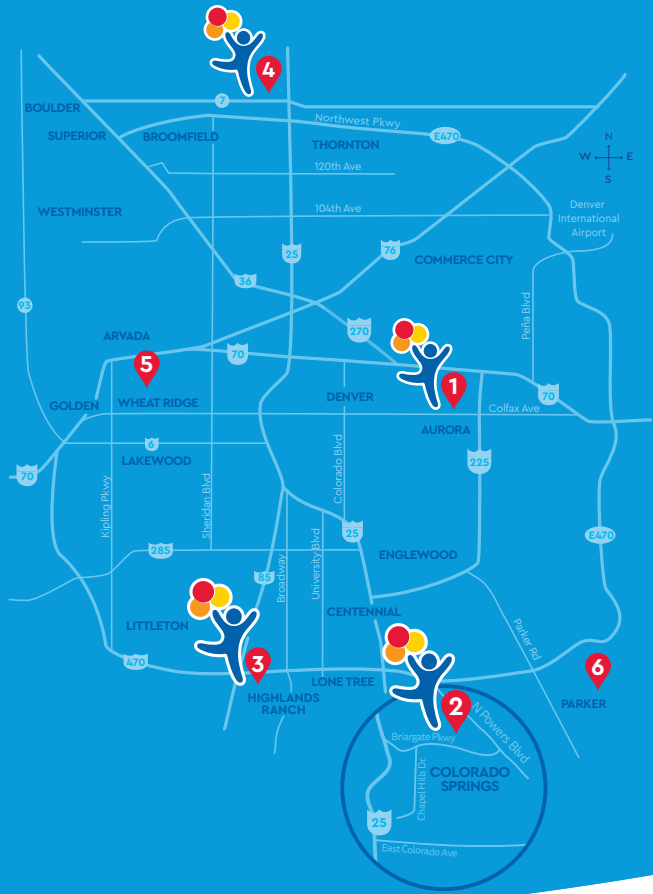 4
BOULDER
7
Northwest Pkwy
SUPERIOR
BROOMFIELD
E470
THORNTON
N
W
E
S
120th Ave
WESTMINSTER
104th Ave
Denver
International
Airport
25
76
COMMERCE CITY
36
93
270
Peña Blvd
ARVADA
70
5
1
70
GOLDEN
WHEAT RIDGE
DENVER
Colfax Ave
AURORA
6
LAKEWOOD
225
70
Kipling Pkwy
Sheridan Blvd
Colorado Blvd
25
E470
285
ENGLEWOOD
85
Broadway
University Blvd
CENTENNIAL
LITTLETON
Parker Rd
470
3
6
LONE TREE
HIGHLANDS
RANCH
PARKER
2
N Powers Blvd
Briargate Pkwy
Chapel Hills Dr.
COLORADO
SPRINGS
25
East Colorado Ave